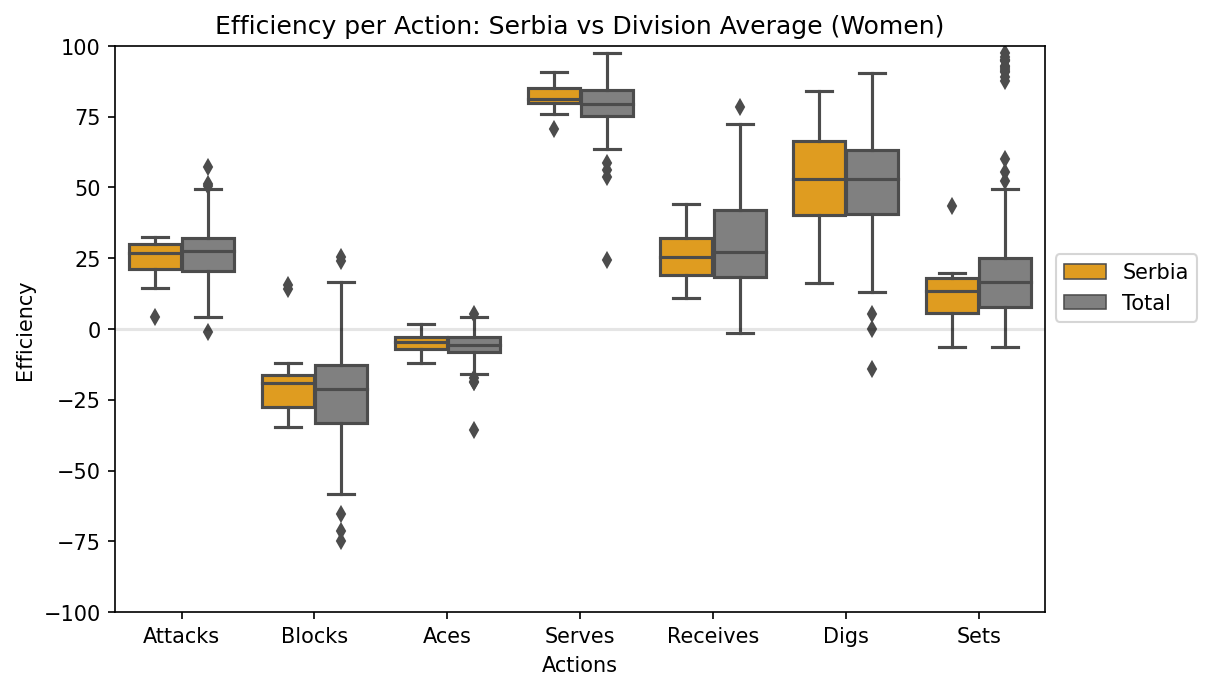 Efficiency per Action: Serbia vs Division Average (Women)
100
75
50
25
0
−25
−50
−75
−100
Efficiency
Attacks Blocks Aces Serves Receives Digs Sets
Actions
Serbia
Total